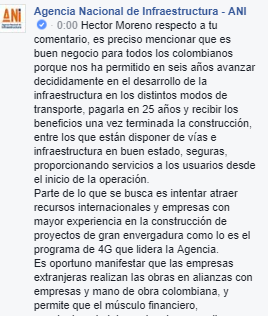 ANI
Agencia Nacional de Infraestructura - ANI
0:00 Hector Moreno respecto a tu
comentario, es preciso mencionar que es
buen negocio para todos los colombianos
porque nos ha permitido en seis años avanzar
decididamente en el desarrollo de la
infraestructura en los distintos modos de
transporte, pagarla en 25 años y recibir los
beneficios una vez terminada la construcción,
entre los que están disponer de vías e
infraestructura en buen estado, seguras,
proporcionando servicios a los usuarios desde
el inicio de la operación.
Parte de lo que se busca es intentar atraer
recursos internacionales y empresas con
mayor experiencia en la construcción de
proyectos de gran envergadura como lo es el
programa de 4G que lidera la Agencia.
Es oportuno manifestar que las empresas
extranjeras realizan las obras en alianzas con
empresas y mano de obra colombiana, y
permite que el músculo financiero,